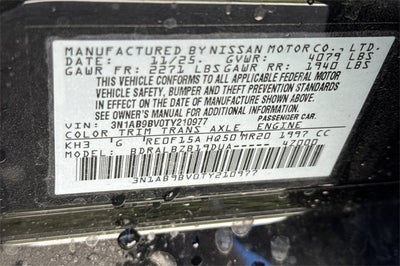 MANUFACTURED BY NISSAN MOTOR CO., LTD.
DATE: 11/25. GVWR: 4079 LBS
GAWR FR: 2271 LBS GAWR RR: 1940 LBS
THIS VEHICLE CONFORMS TO ALL APPLICABLE FEDERAL MOTOR
VEHICLE SAFETY, BUMPER, AND THEFT PREVENTION STANDARDS
IN EFFECT ON THE DATE OF MANUFACTURE SHOWN ABOVE.
SEE OWNER'S MANUAL FOR ADDITIONAL INFORMATION.
PASSENGER CAR
VIN: 3N1AB9BV0TY210977
COLOR TRIM TRANS AXLE ENGINE
KH3 G RE0F15A HQ50 MR20 1997 CC
MODEL: BDRALBZB19DUA---- 47000
3N1AB9BV0TY210977